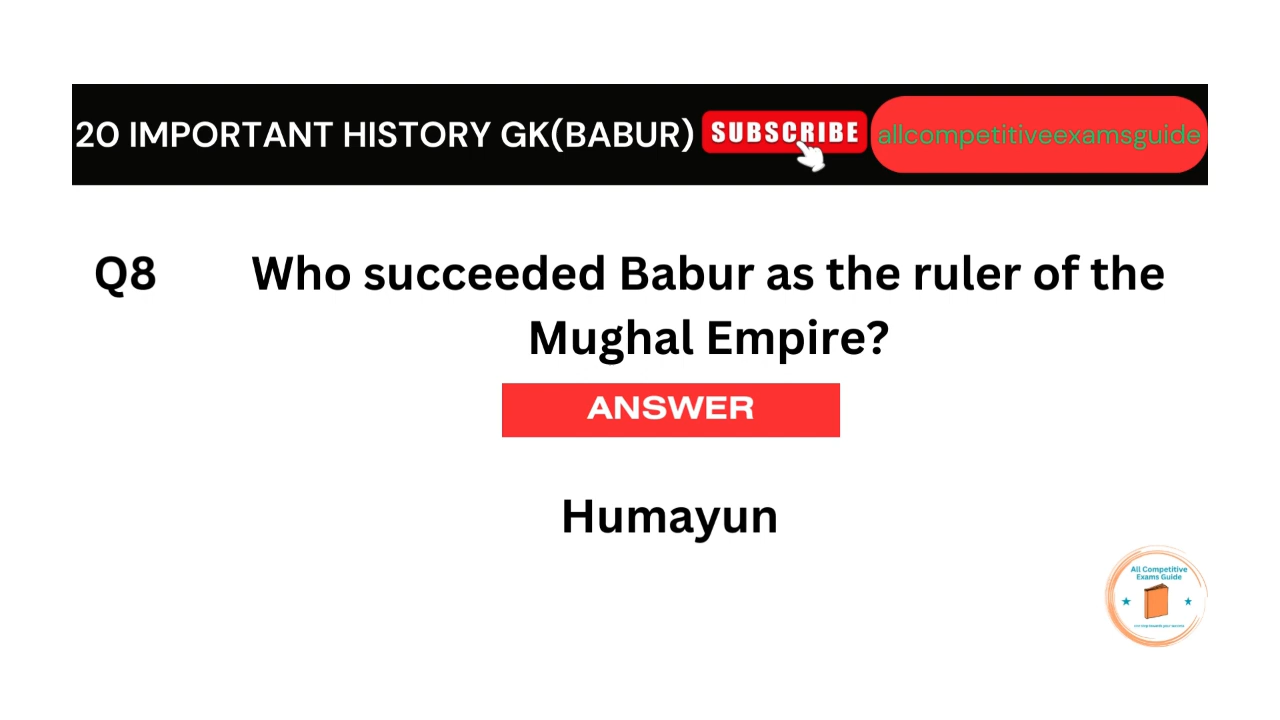 20 IMPORTANT HISTORY GK(BABUR) SUBSCRIBE allcompetitiveexamsguide
Q8 Who succeeded Babur as the ruler of the
Mughal Empire?
ANSWER
Humayun
All Competitive
Exams Guide